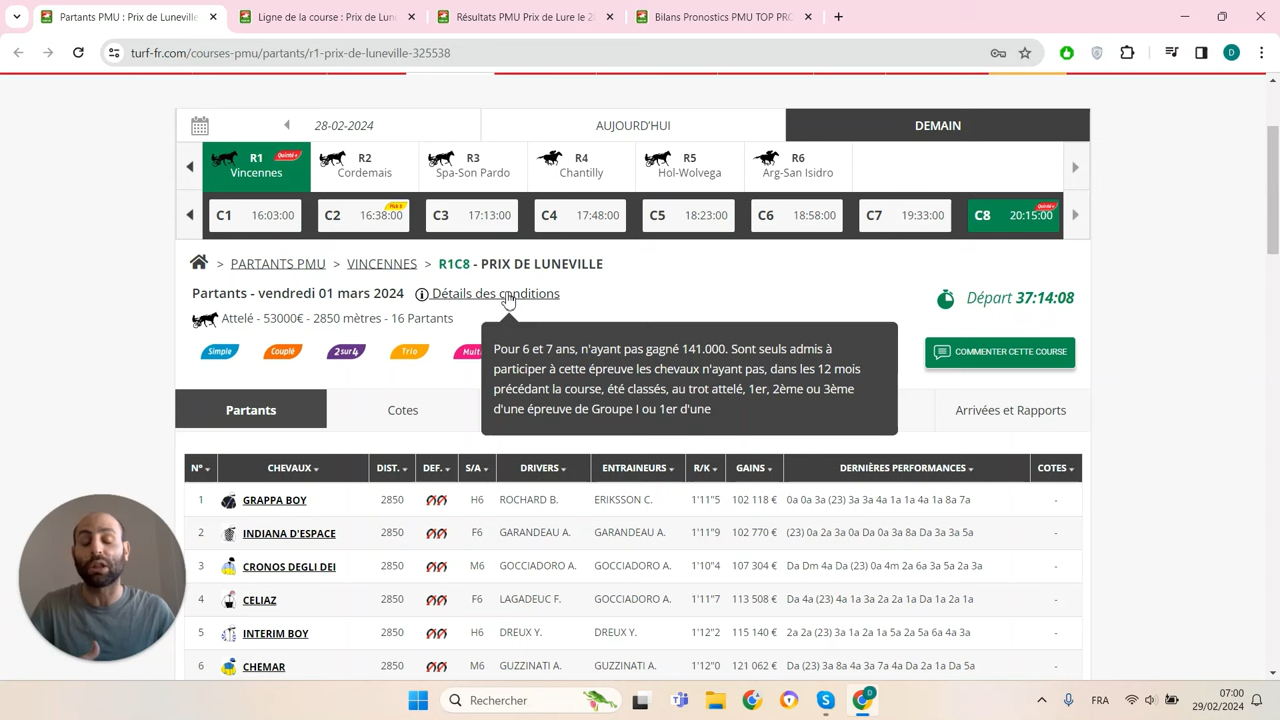 Partants PMU : Prix de Luneville
Ligne de la course : Prix de Lun
Résultats PMU Prix de Lure le 2
Bilans Pronostics PMU TOP PRO
turf-fr.com/courses-pmu/partants/r1-prix-de-luneville-325538
D
28-02-2024
AUJOURD'HUI
DEMAIN
R1 Quinté+
Vincennes
R2
Cordemais
R3
Spa-Son Pardo
R4
Chantilly
R5
Hol-Wolvega
R6
Arg-San Isidro
C1 16:03:00
C2 16:38:00
C3 17:13:00
C4 17:48:00
C5 18:23:00
C6 18:58:00
C7 19:33:00
C8 20:15:00 Quinté+
> PARTANTS PMU > VINCENNES > R1C8 - PRIX DE LUNEVILLE
Partants - vendredi 01 mars 2024 Détails des conditions
Départ 37:14:08
Attelé - 53000€ - 2850 mètres - 16 Partants
Simple Couplé 2sur4 Trio Mult
Pour 6 et 7 ans, n'ayant pas gagné 141.000. Sont seuls admis à
participer à cette épreuve les chevaux n'ayant pas, dans les 12 mois
précédant la course, été classés, au trot attelé, 1er, 2ème ou 3ème
d'une épreuve de Groupe I ou 1er d'une
COMMENTER CETTE COURSE
Partants Cotes Arrivées et Rapports
N° CHEVAUX DIST. DEF. S/A DRIVERS ENTRAINEURS R/K GAINS DERNIÈRES PERFORMANCES COTES
1 GRAPPA BOY 2850 H6 ROCHARD B. ERIKSSON C. 1'11"5 102 118 € 0a 0a 3a (23) 3a 3a 4a 1a 1a 4a 1a 8a 7a -
2 INDIANA D'ESPACE 2850 F6 GARANDEAU A. GARANDEAU A. 1'11"9 102 770 € (23) 0a 2a 3a 0a Da 0a 3a 8a Da 3a 3a 5a -
3 CRONOS DEGLI DEI 2850 M6 GOCCIADORO A. GOCCIADORO A. 1'10"4 107 304 € Da Dm 4a Da (23) 0a 4m 2a 6a 3a 5a 2a 3a -
4 CELIAZ 2850 F6 LAGADEUC F. GOCCIADORO A. 1'11"7 113 508 € Da 4a (23) 4a 1a 3a 2a 2a 1a Da 1a 2a 1a -
5 INTERIM BOY 2850 H6 DREUX Y. DREUX Y. 1'12"2 115 140 € 2a 2a (23) 3a 1a 2a 1a 5a 2a 5a 6a 4a 3a -
6 CHEMAR 2850 M6 GUZZINATI A. GUZZINATI A. 1'12"0 121 062 € Da (23) 3a 8a 4a 3a 7a 4a Da 2a 1a Da 5a -
Rechercher
FRA
07:00
29/02/2024